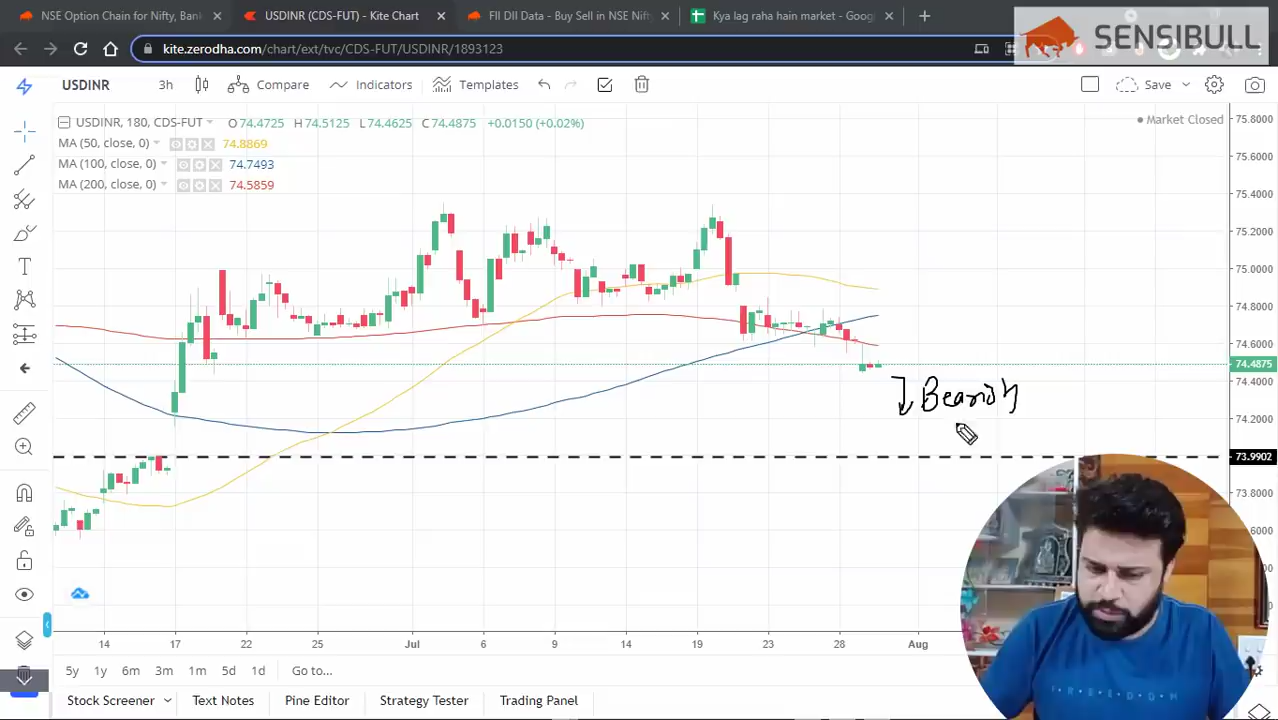 NSE Option Chain for Nifty, Bank
USDINR (CDS-FUT) - Kite Chart
FII DII Data - Buy Sell in NSE Nifty
Kya lag raha hain market - Goog
kite.zerodha.com/chart/ext/tvc/CDS-FUT/USDINR/1893123
SENSIBULL
USDINR 3h Compare Indicators Templates Save
USDINR, 180, CDS-FUT O 74.4725 H 74.5125 L 74.4625 C 74.4875 +0.0150 (+0.02%)
Market Closed
MA (50, close, 0) 74.8869
MA (100, close, 0) 74.7493
MA (200, close, 0) 74.5859
75.8000
75.6000
75.4000
75.2000
75.0000
74.8000
74.6000
74.4875
74.4000
74.2000
73.9902
73.8000
Bearish
14 17 22 25 Jul 6 9 14 19 23 28 Aug
5y 1y 6m 3m 1m 5d 1d Go to...
Stock Screener Text Notes Pine Editor Strategy Tester Trading Panel